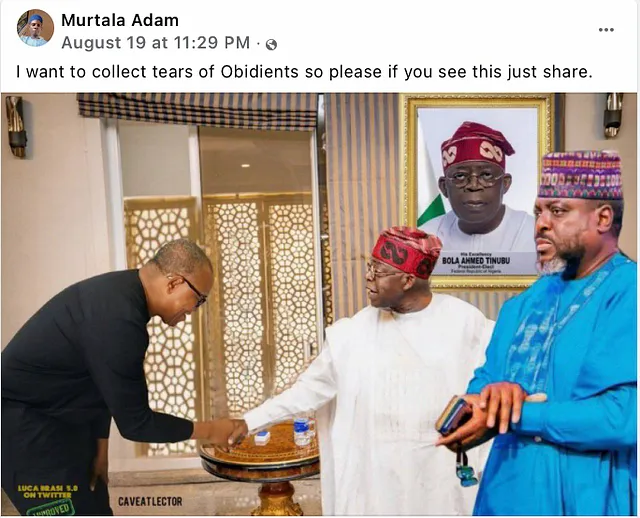 Murtala Adam
August 19 at 11:29 PM ·
I want to collect tears of Obidients so please if you see this just share.
His Excellency
BOLA AHMED TINUBU
President-Elect
Federal Republic of Nigeria
LUCA BRASI 3.0
ON TWITTER
CAVEATLECTOR